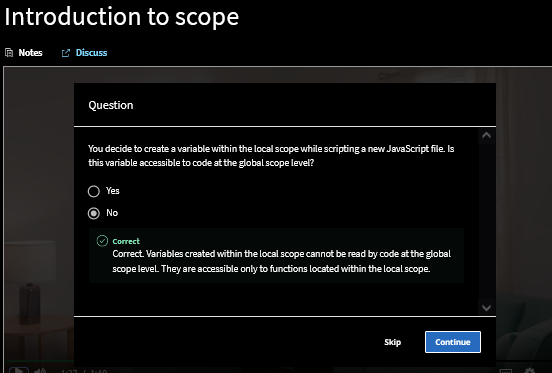 Introduction to scope
Notes
Discuss
Question
You decide to create a variable within the local scope while scripting a new JavaScript file. Is
this variable accessible to code at the global scope level?
Yes
No
Correct
Correct. Variables created within the local scope cannot be read by code at the global
scope level. They are accessible only to functions located within the local scope.
Skip
Continue